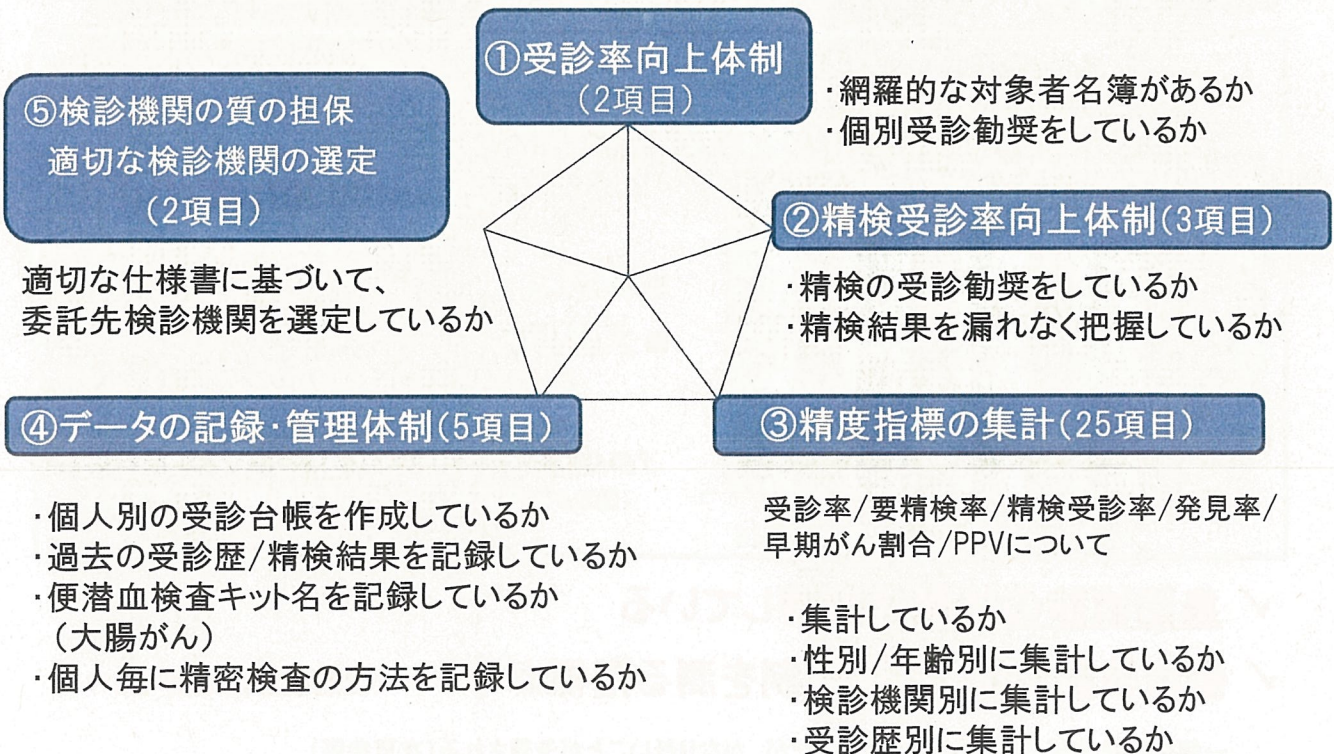 ①受診率向上体制
(2項目)
・網羅的な対象者名簿があるか
・個別受診勧奨をしているか
②精検受診率向上体制(3項目)
・精検の受診勧奨をしているか
・精検結果を漏れなく把握しているか
③精度指標の集計(25項目)
受診率/要精検率/精検受診率/発見率/
早期がん割合/PPVについて
・集計しているか
・性別/年齢別に集計しているか
・検診機関別に集計しているか
・受診歴別に集計しているか
④データの記録・管理体制(5項目)
・個人別の受診台帳を作成しているか
・過去の受診歴/精検結果を記録しているか
・便潜血検査キット名を記録しているか
(大腸がん)
・個人毎に精密検査の方法を記録しているか
⑤検診機関の質の担保
適切な検診機関の選定
(2項目)
適切な仕様書に基づいて、
委託先検診機関を選定しているか